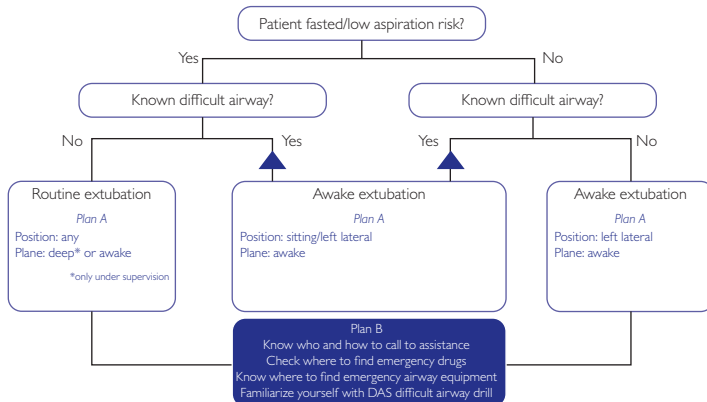 Patient fasted/low aspiration risk?
Yes
No
Known difficult airway?
Known difficult airway?
No
Yes
Yes
No
Routine extubation
Plan A
Position: any
Plane: deep* or awake
*only under supervision
Awake extubation
Plan A
Position: sitting/left lateral
Plane: awake
Awake extubation
Plan A
Position: left lateral
Plane: awake
Plan B
Know who and how to call to assistance
Check where to find emergency drugs
Know where to find emergency airway equipment
Familiarize yourself with DAS difficult airway drill